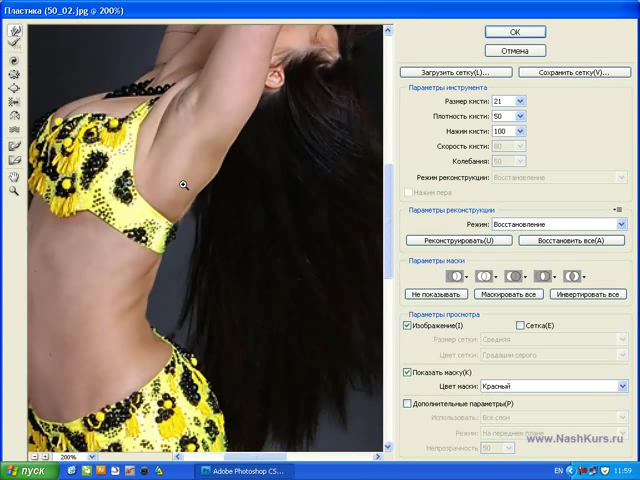 Пластика (50_02.jpg @ 200%)
OK
Отмена
Загрузить сетку(L)...
Сохранить сетку(V)...
Параметры инструмента
Размер кисти: 21
Плотность кисти: 50
Нажим кисти: 100
Скорость кисти: 80
Колебания: 50
Режим реконструкции: Восстановление
Нажим пера
Параметры реконструкции
Режим: Восстановление
Реконструировать(U)
Восстановить все(A)
Параметры маски
Не показывать
Маскировать все
Инвертировать все
Параметры просмотра
Изображение(I)
Сетка(E)
Размер сетки: Средняя
Цвет сетки: Градации серого
Показать маску(K)
Цвет маски: Красный
Дополнительные параметры(P)
Использовать: Все слои
Режим: На переднем плане
Непрозрачность: 50
www.NashKurs.ru
200%
пуск
Adobe Photoshop CS...
EN
11:59